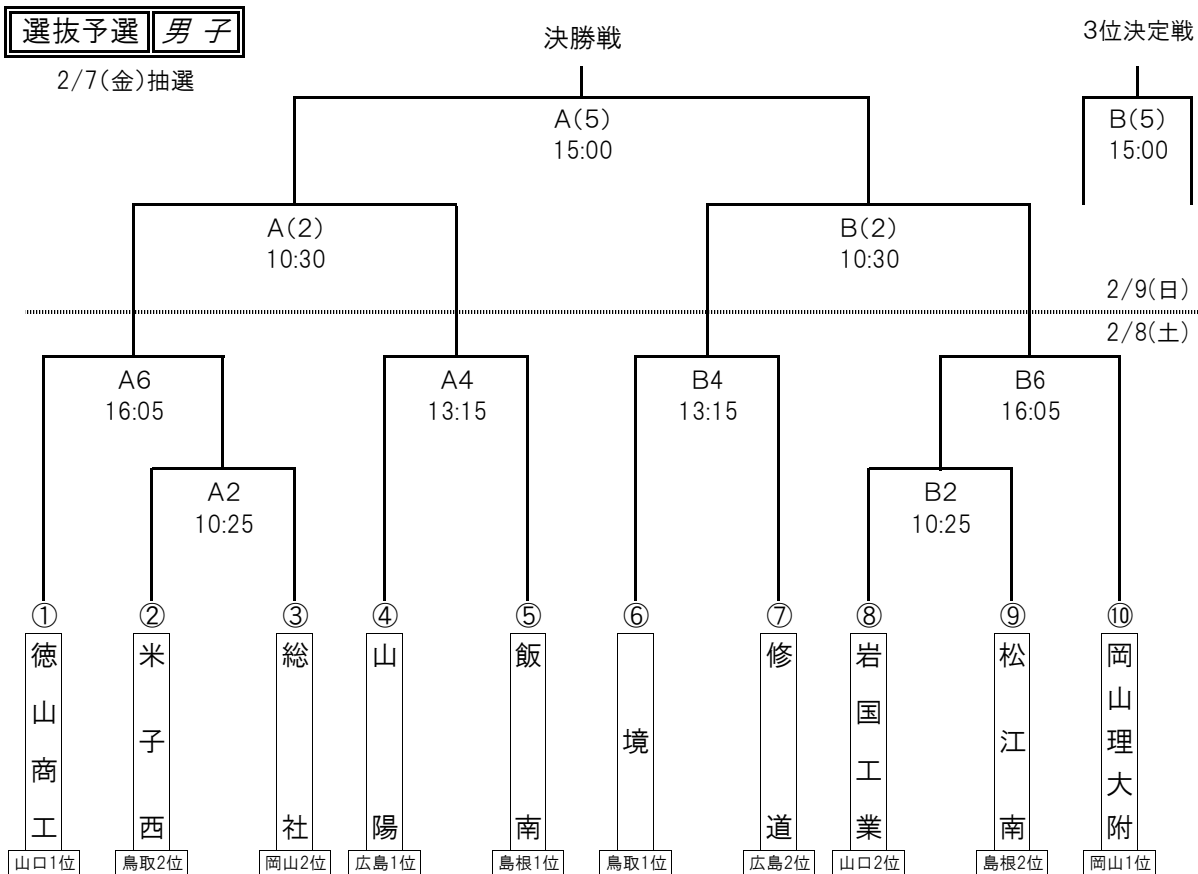 選抜予選 男子
決勝戦
3位決定戦
2/7(金)抽選
A(5)
15:00
B(5)
15:00
A(2)
10:30
B(2)
10:30
2/9(日)
2/8(土)
A6
16:05
A4
13:15
B4
13:15
B6
16:05
A2
10:25
B2
10:25
① ② ③ ④ ⑤ ⑥ ⑦ ⑧ ⑨ ⑩
徳山商工
米子西
総社
山陽
飯南
境
修道
岩国工業
松江南
岡山理大附
山口1位 鳥取2位 岡山2位 広島1位 島根1位 鳥取1位 広島2位 山口2位 島根2位 岡山1位